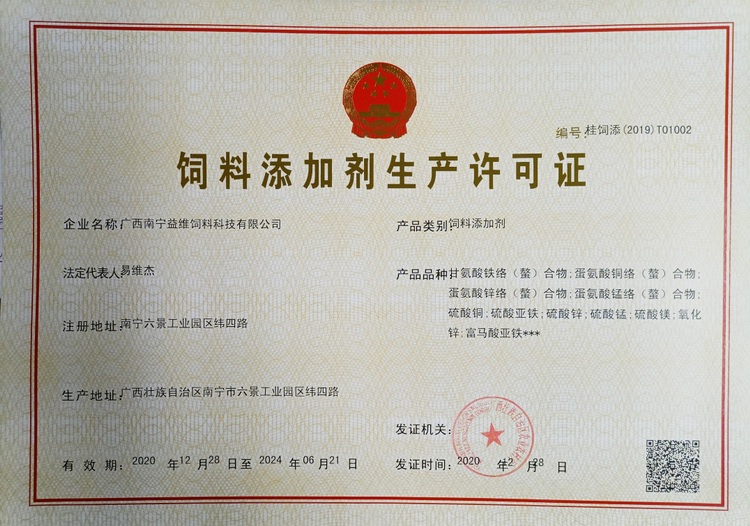 编号:桂饲添(2019)T01002
饲料添加剂生产许可证
企业名称:广西南宁益维饲料科技有限公司
产品类别:饲料添加剂
法定代表人:易维杰
产品品种:甘氨酸铁络（螯）合物;蛋氨酸铜络（螯）合物;
蛋氨酸锌络（螯）合物;蛋氨酸锰络（螯）合物;
硫酸铜;硫酸亚铁;硫酸锌;硫酸锰;硫酸镁;氧化
锌;富马酸亚铁***
注册地址:南宁六景工业园区纬四路
生产地址:广西壮族自治区南宁市六景工业园区纬四路
发证机关:
有 效 期: 2020 年12 月28 日至 2024 年06 月21 日
发证时间: 2020 年12 月28 日